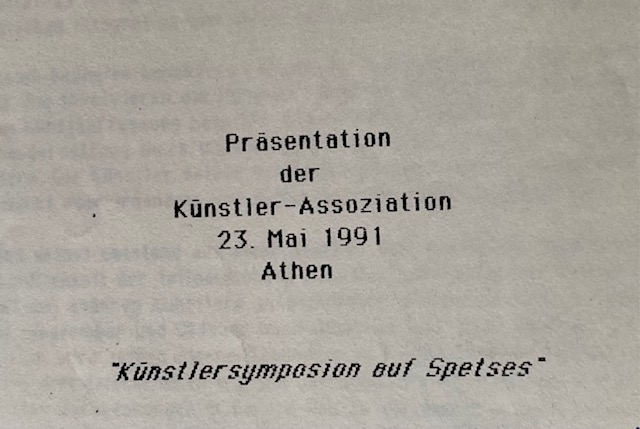 Präsentation
der
Künstler-Assoziation
23. Mai 1991
Athen
"Künstlersymposion auf Spetses"